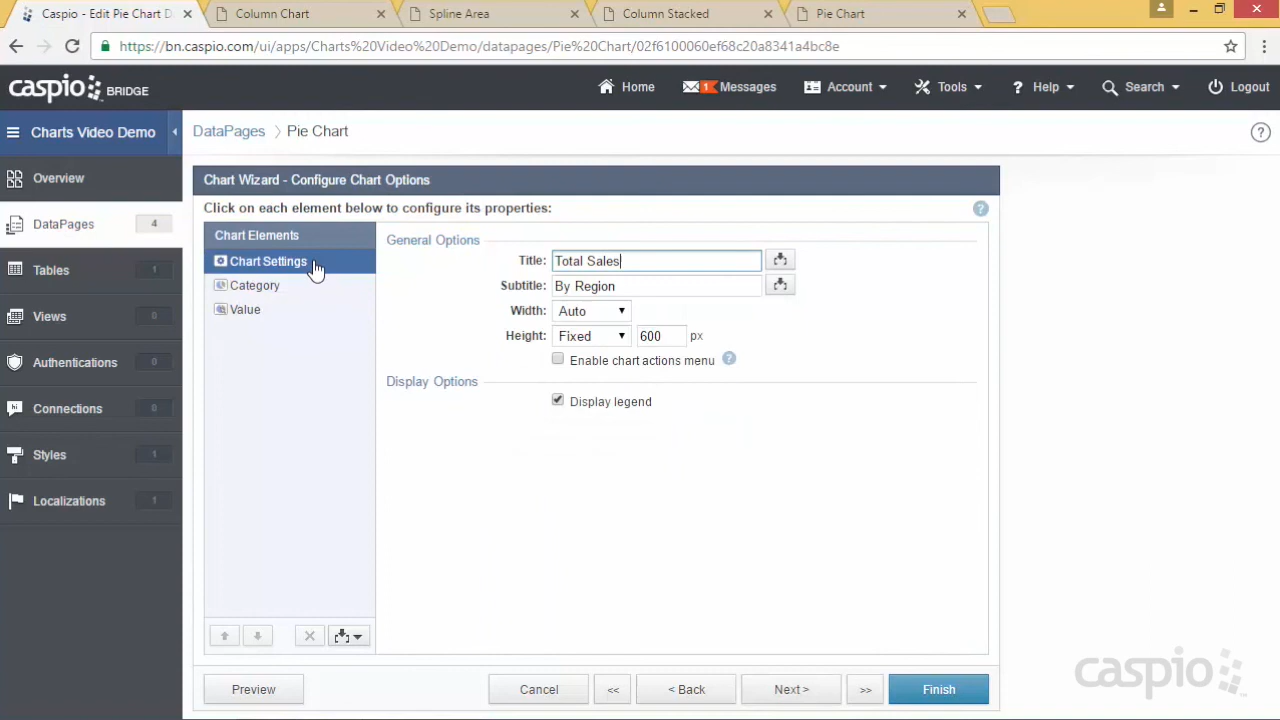 Caspio - Edit Pie Chart D
Column Chart
Spline Area
Column Stacked
Pie Chart
https://bn.caspio.com/ui/apps/Charts%20Video%20Demo/datapages/Pie%20Chart/02f6100060ef68c20a8341a4bc8e
caspio BRIDGE
Home
1 Messages
Account
Tools
? Help
Search
Logout
Charts Video Demo
DataPages > Pie Chart
?
Overview
DataPages 4
Tables 1
Views 0
Authentications 0
Connections 0
Styles 1
Localizations 1
Chart Wizard - Configure Chart Options
Click on each element below to configure its properties:
?
Chart Elements
Chart Settings
Category
Value
General Options
Title: Total Sales
Subtitle: By Region
Width: Auto
Height: Fixed 600 px
Enable chart actions menu ?
Display Options
Display legend
Preview
Cancel
<<
< Back
Next >
>>
Finish
caspio